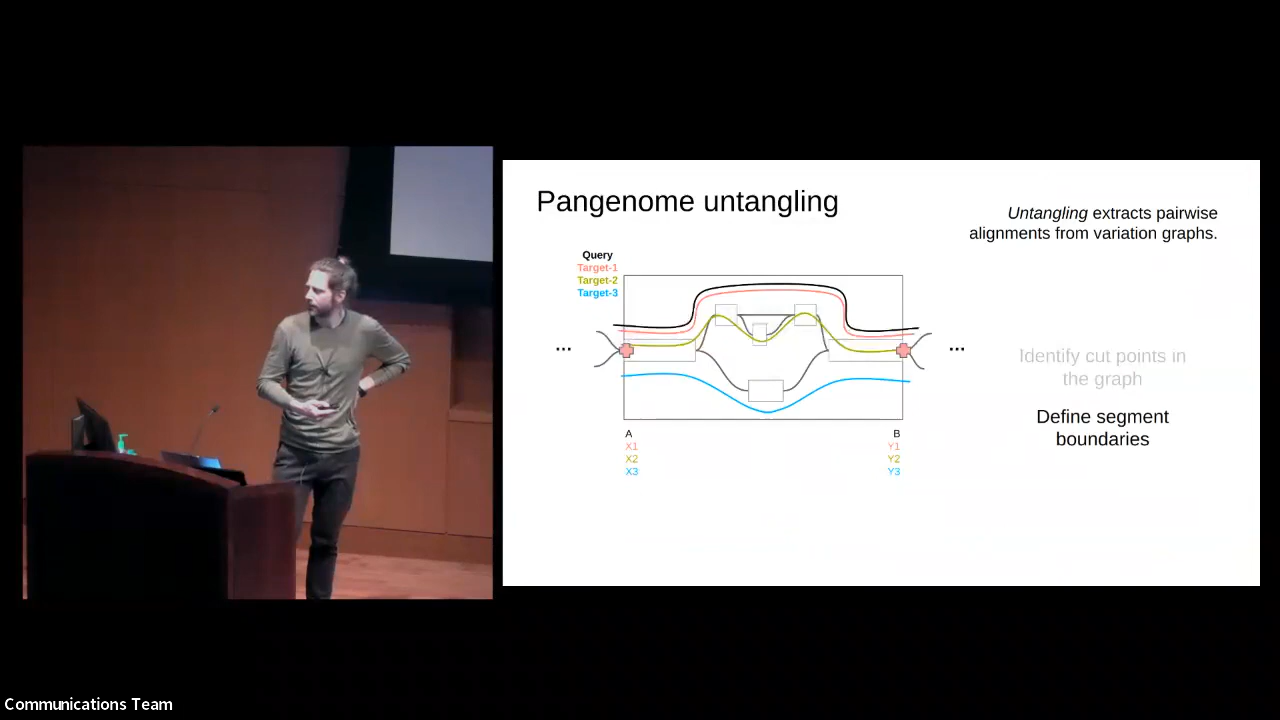 Pangenome untangling
Untangling extracts pairwise
alignments from variation graphs.
Query
Target-1
Target-2
Target-3
...
...
Identify cut points in
the graph
Define segment
boundaries
A
X1
X2
X3
B
Y1
Y2
Y3
Communications Team